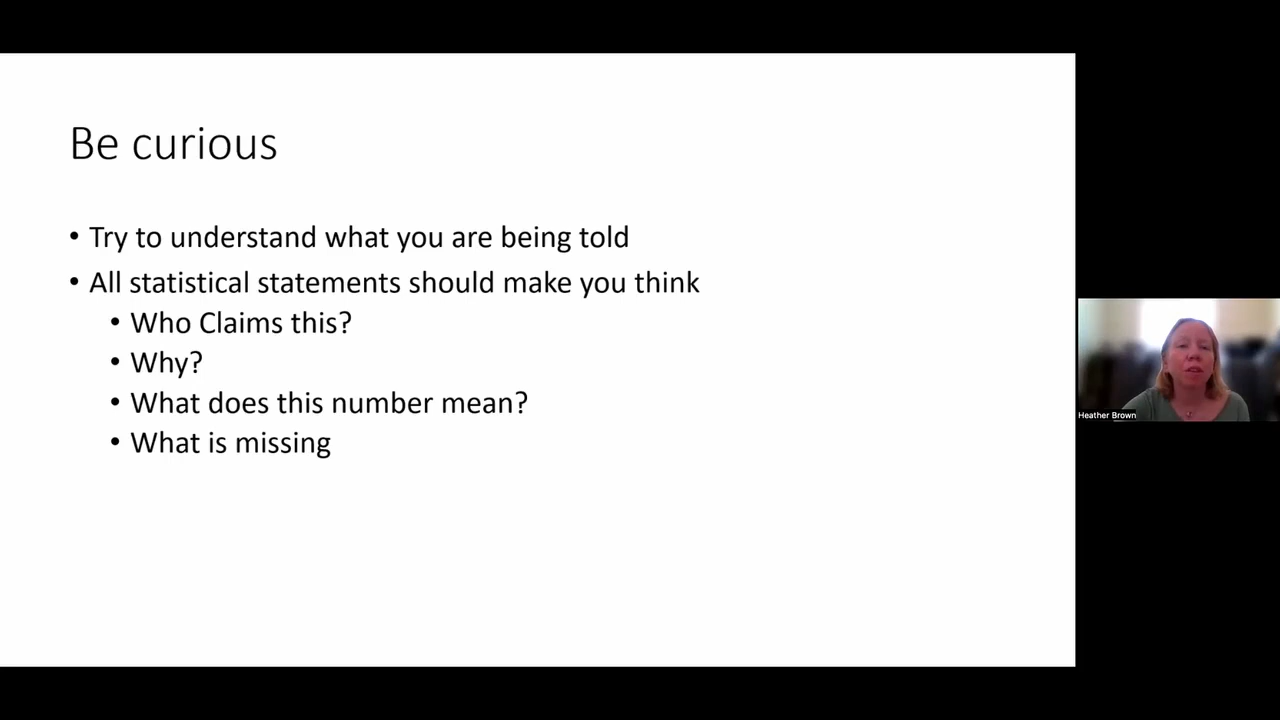 Be curious
• Try to understand what you are being told
• All statistical statements should make you think
• Who Claims this?
• Why?
• What does this number mean?
• What is missing
Heather Brown